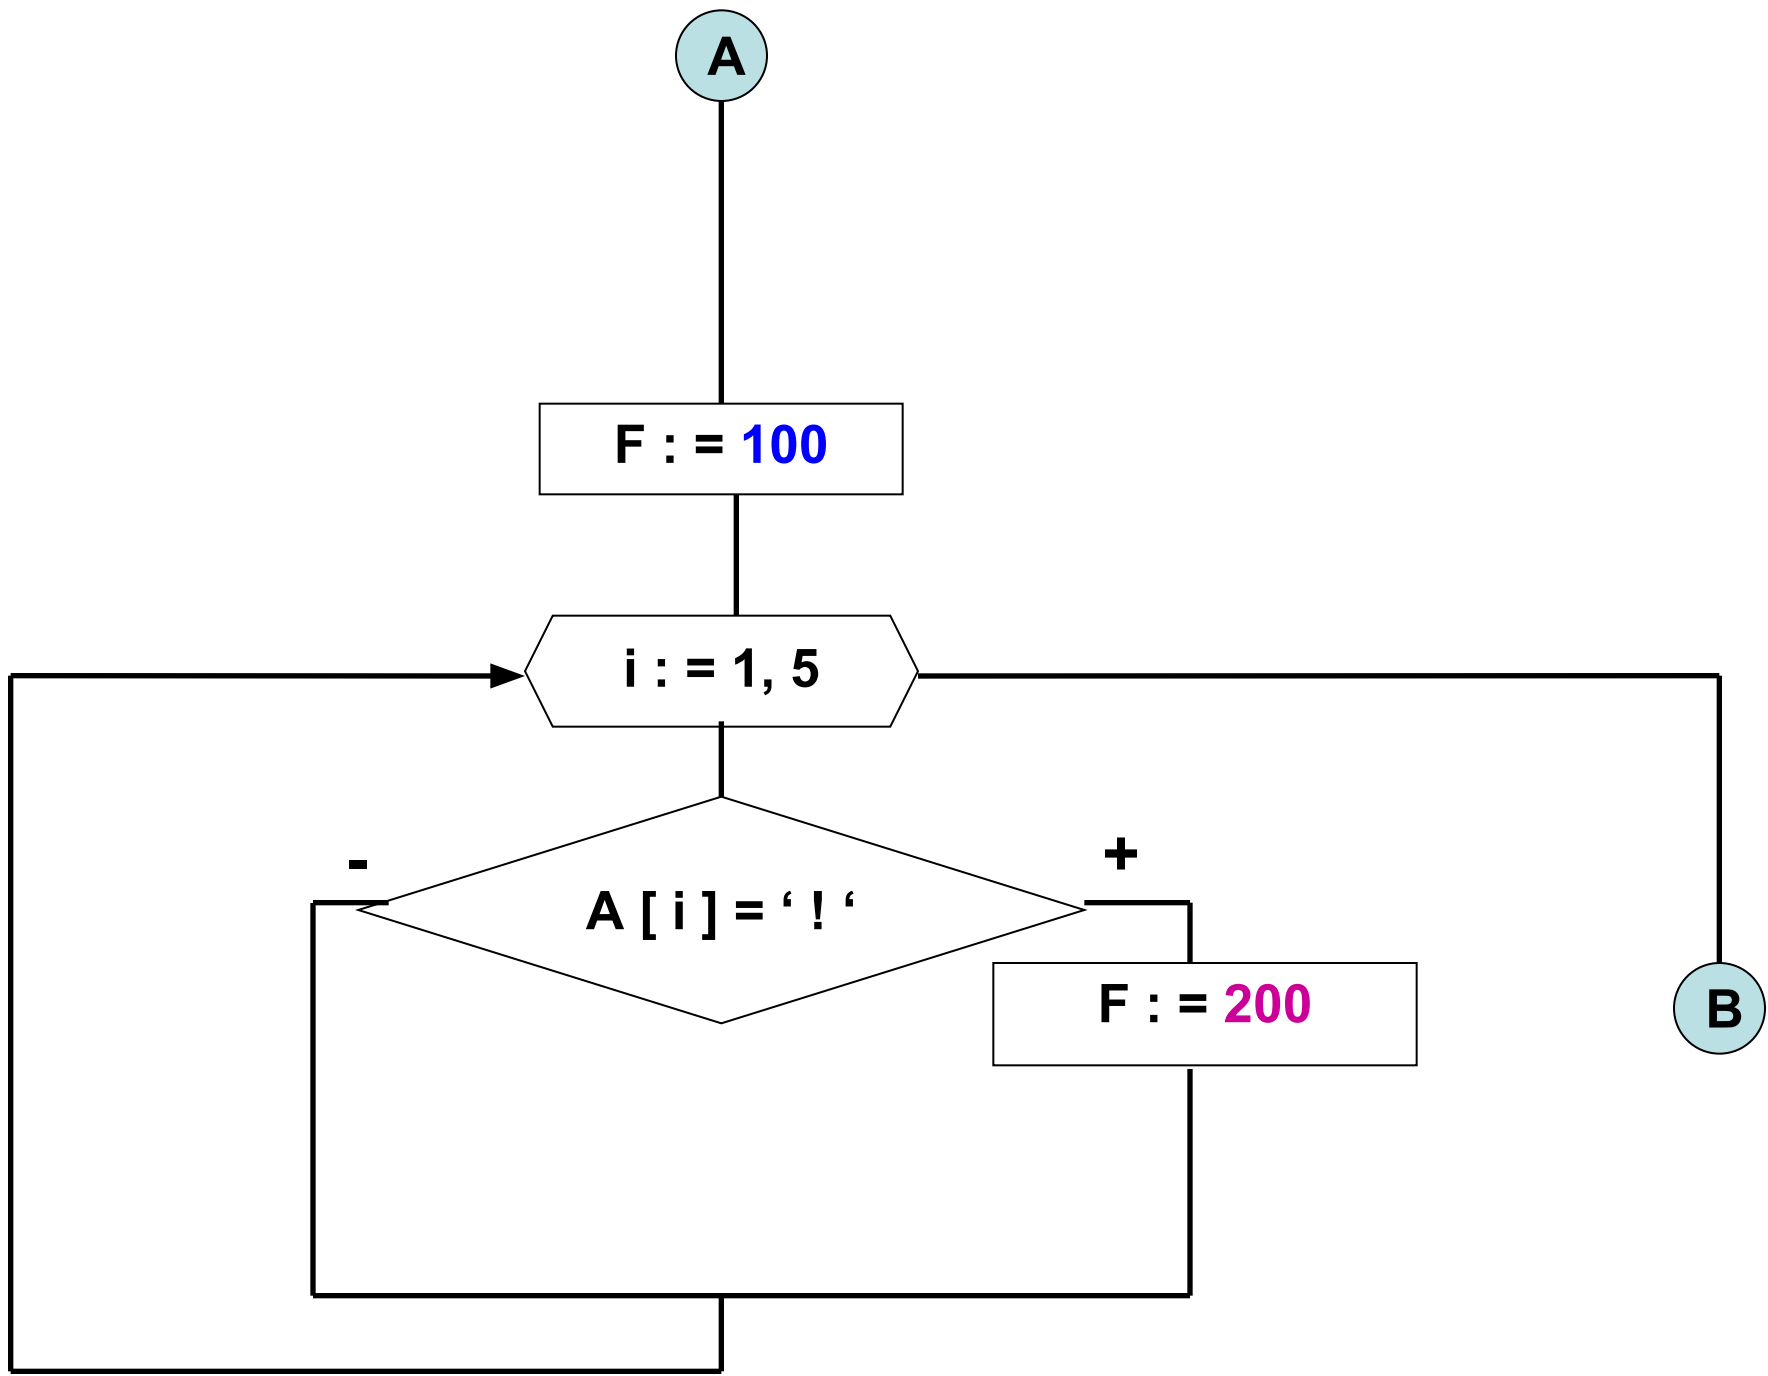 A
F : = 100
i : = 1, 5
-
+
A [ i ] = ‘ ! ‘
F : = 200
B